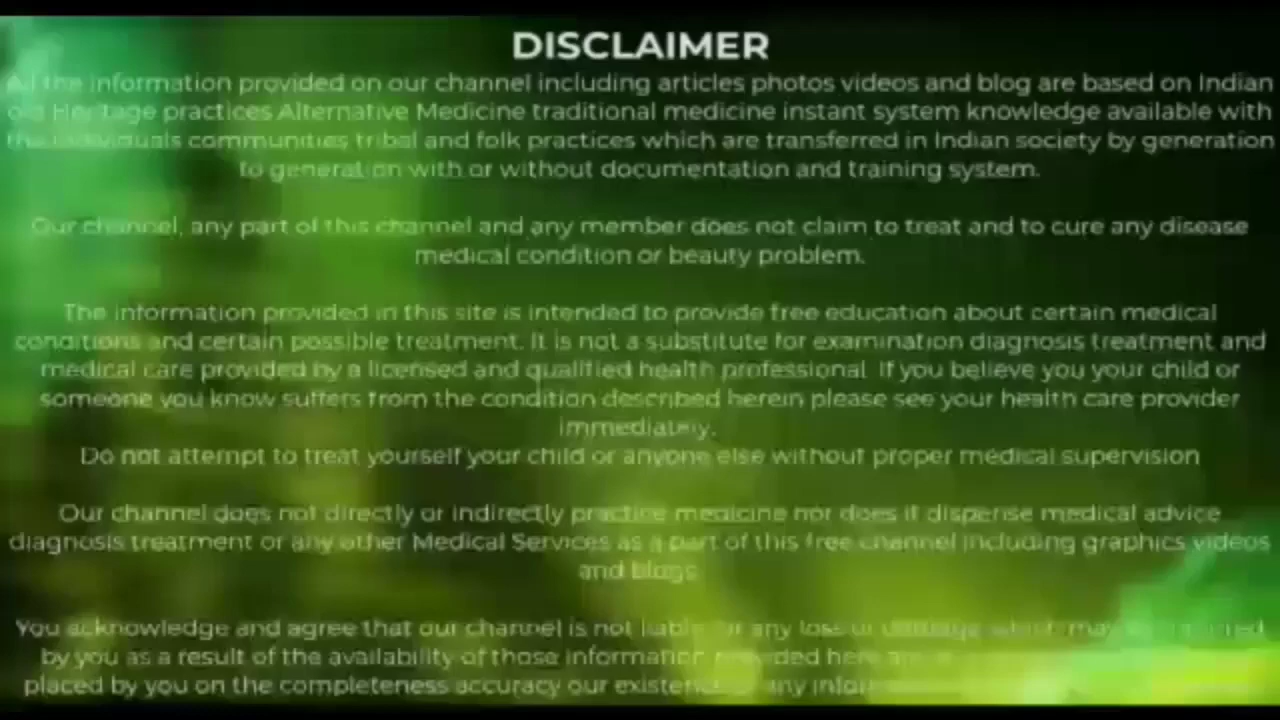 DISCLAIMER
All the information provided on our channel including articles photos videos and blog are based on Indian
old Heritage practices Alternative Medicine traditional medicine instant system knowledge available with
the individuals communities tribal and folk practices which are transferred in Indian society by generation
to generation with or without documentation and training system.
Our channel, any part of this channel and any member does not claim to treat and to cure any disease
medical condition or beauty problem.
The information provided in this site is intended to provide free education about certain medical
conditions and certain possible treatment. It is not a substitute for examination diagnosis treatment and
medical care provided by a licensed and qualified health professional. If you believe you your child or
someone you know suffers from the condition described herein please see your health care provider
immediately.
Do not attempt to treat yourself your child or anyone else without proper medical supervision
Our channel does not directly or indirectly practice medicine nor does it dispense medical advice
diagnosis treatment or any other Medical Services as a part of this free channel including graphics videos
and blogs
You acknowledge and agree that our channel is not liable for any loss or damage which may
by you as a result of the availability of those information provided here
placed by you on the completeness accuracy our existence any